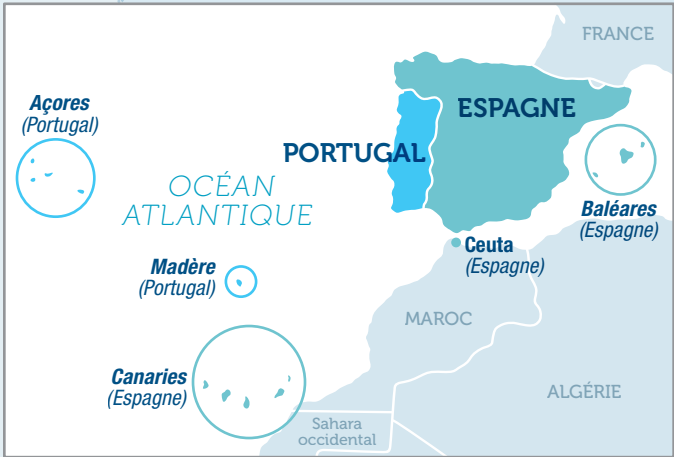 FRANCE
Açores
(Portugal)
ESPAGNE
PORTUGAL
OCÉAN
ATLANTIQUE
Baléares
(Espagne)
Ceuta
(Espagne)
Madère
(Portugal)
MAROC
Canaries
(Espagne)
ALGÉRIE
Sahara
occidental